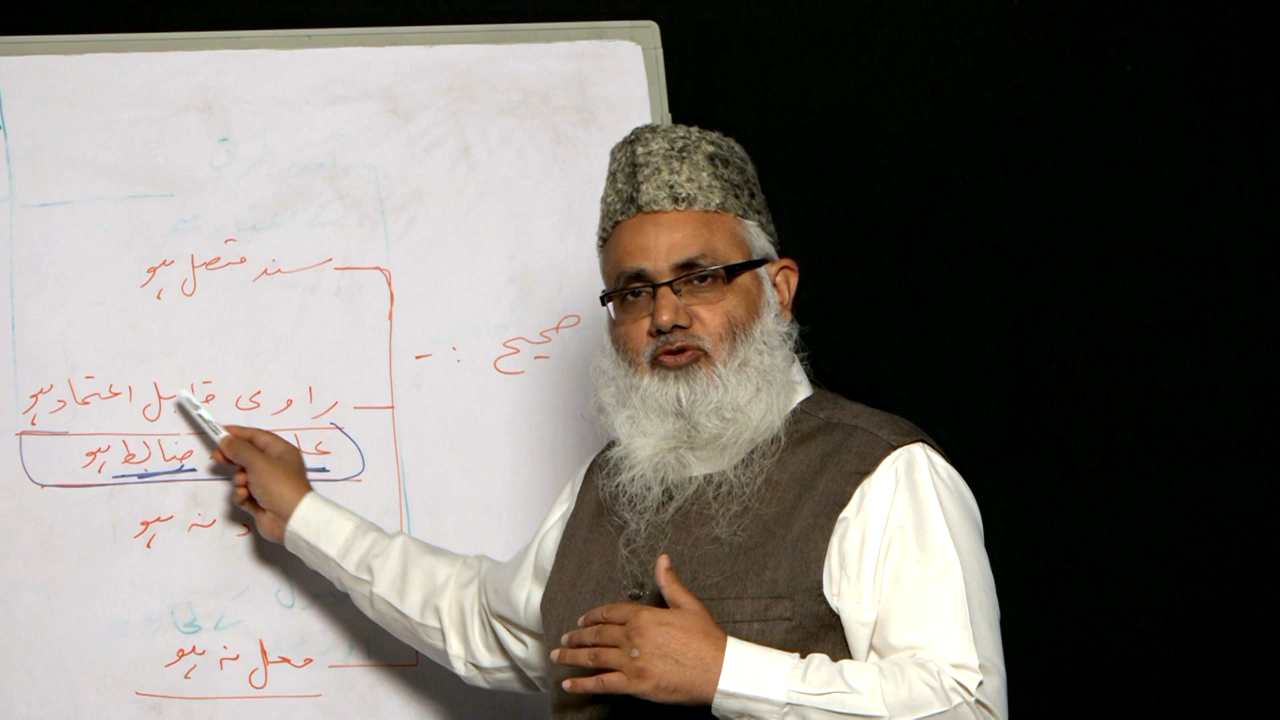 صحیح :-
سند متصل ہو
راوی قابل اعتماد ہو
ضابط ہو
نہ ہو
معلل نہ ہو